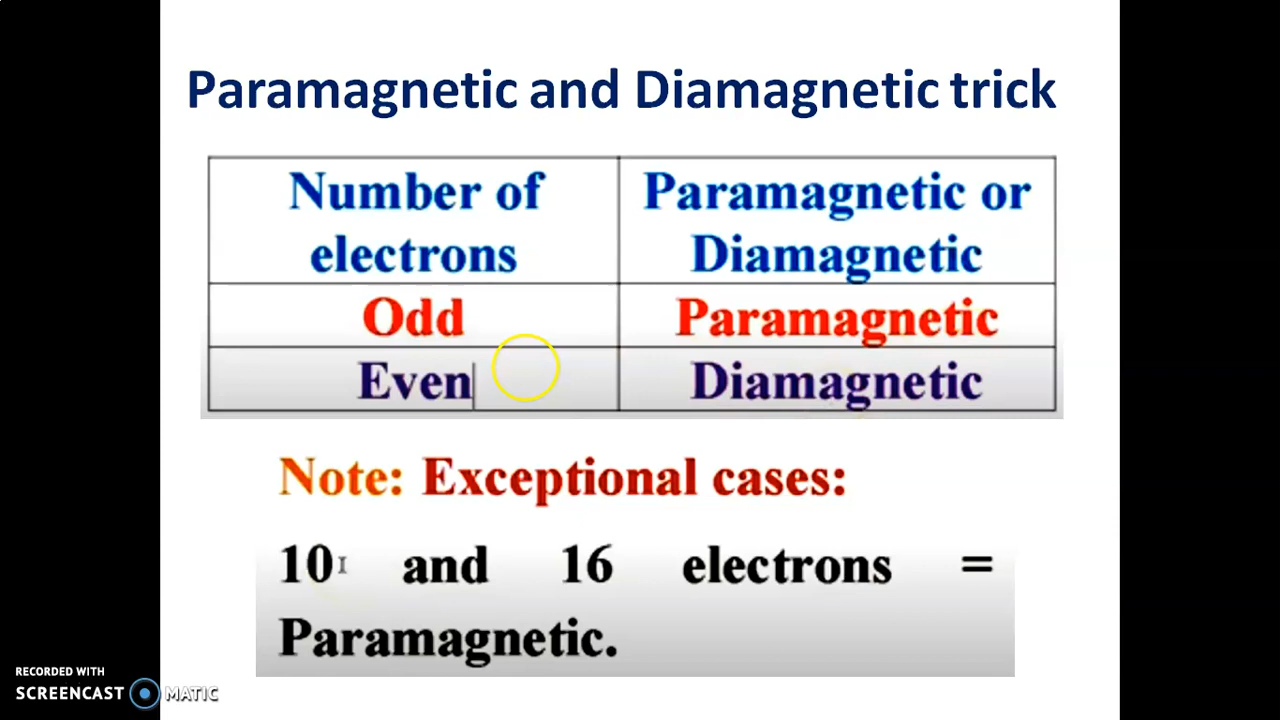 Paramagnetic and Diamagnetic trick
Number of electrons
Paramagnetic or Diamagnetic
Odd
Paramagnetic
Even
Diamagnetic
Note: Exceptional cases:
10 and 16 electrons =
Paramagnetic.
RECORDED WITH
SCREENCAST MATIC